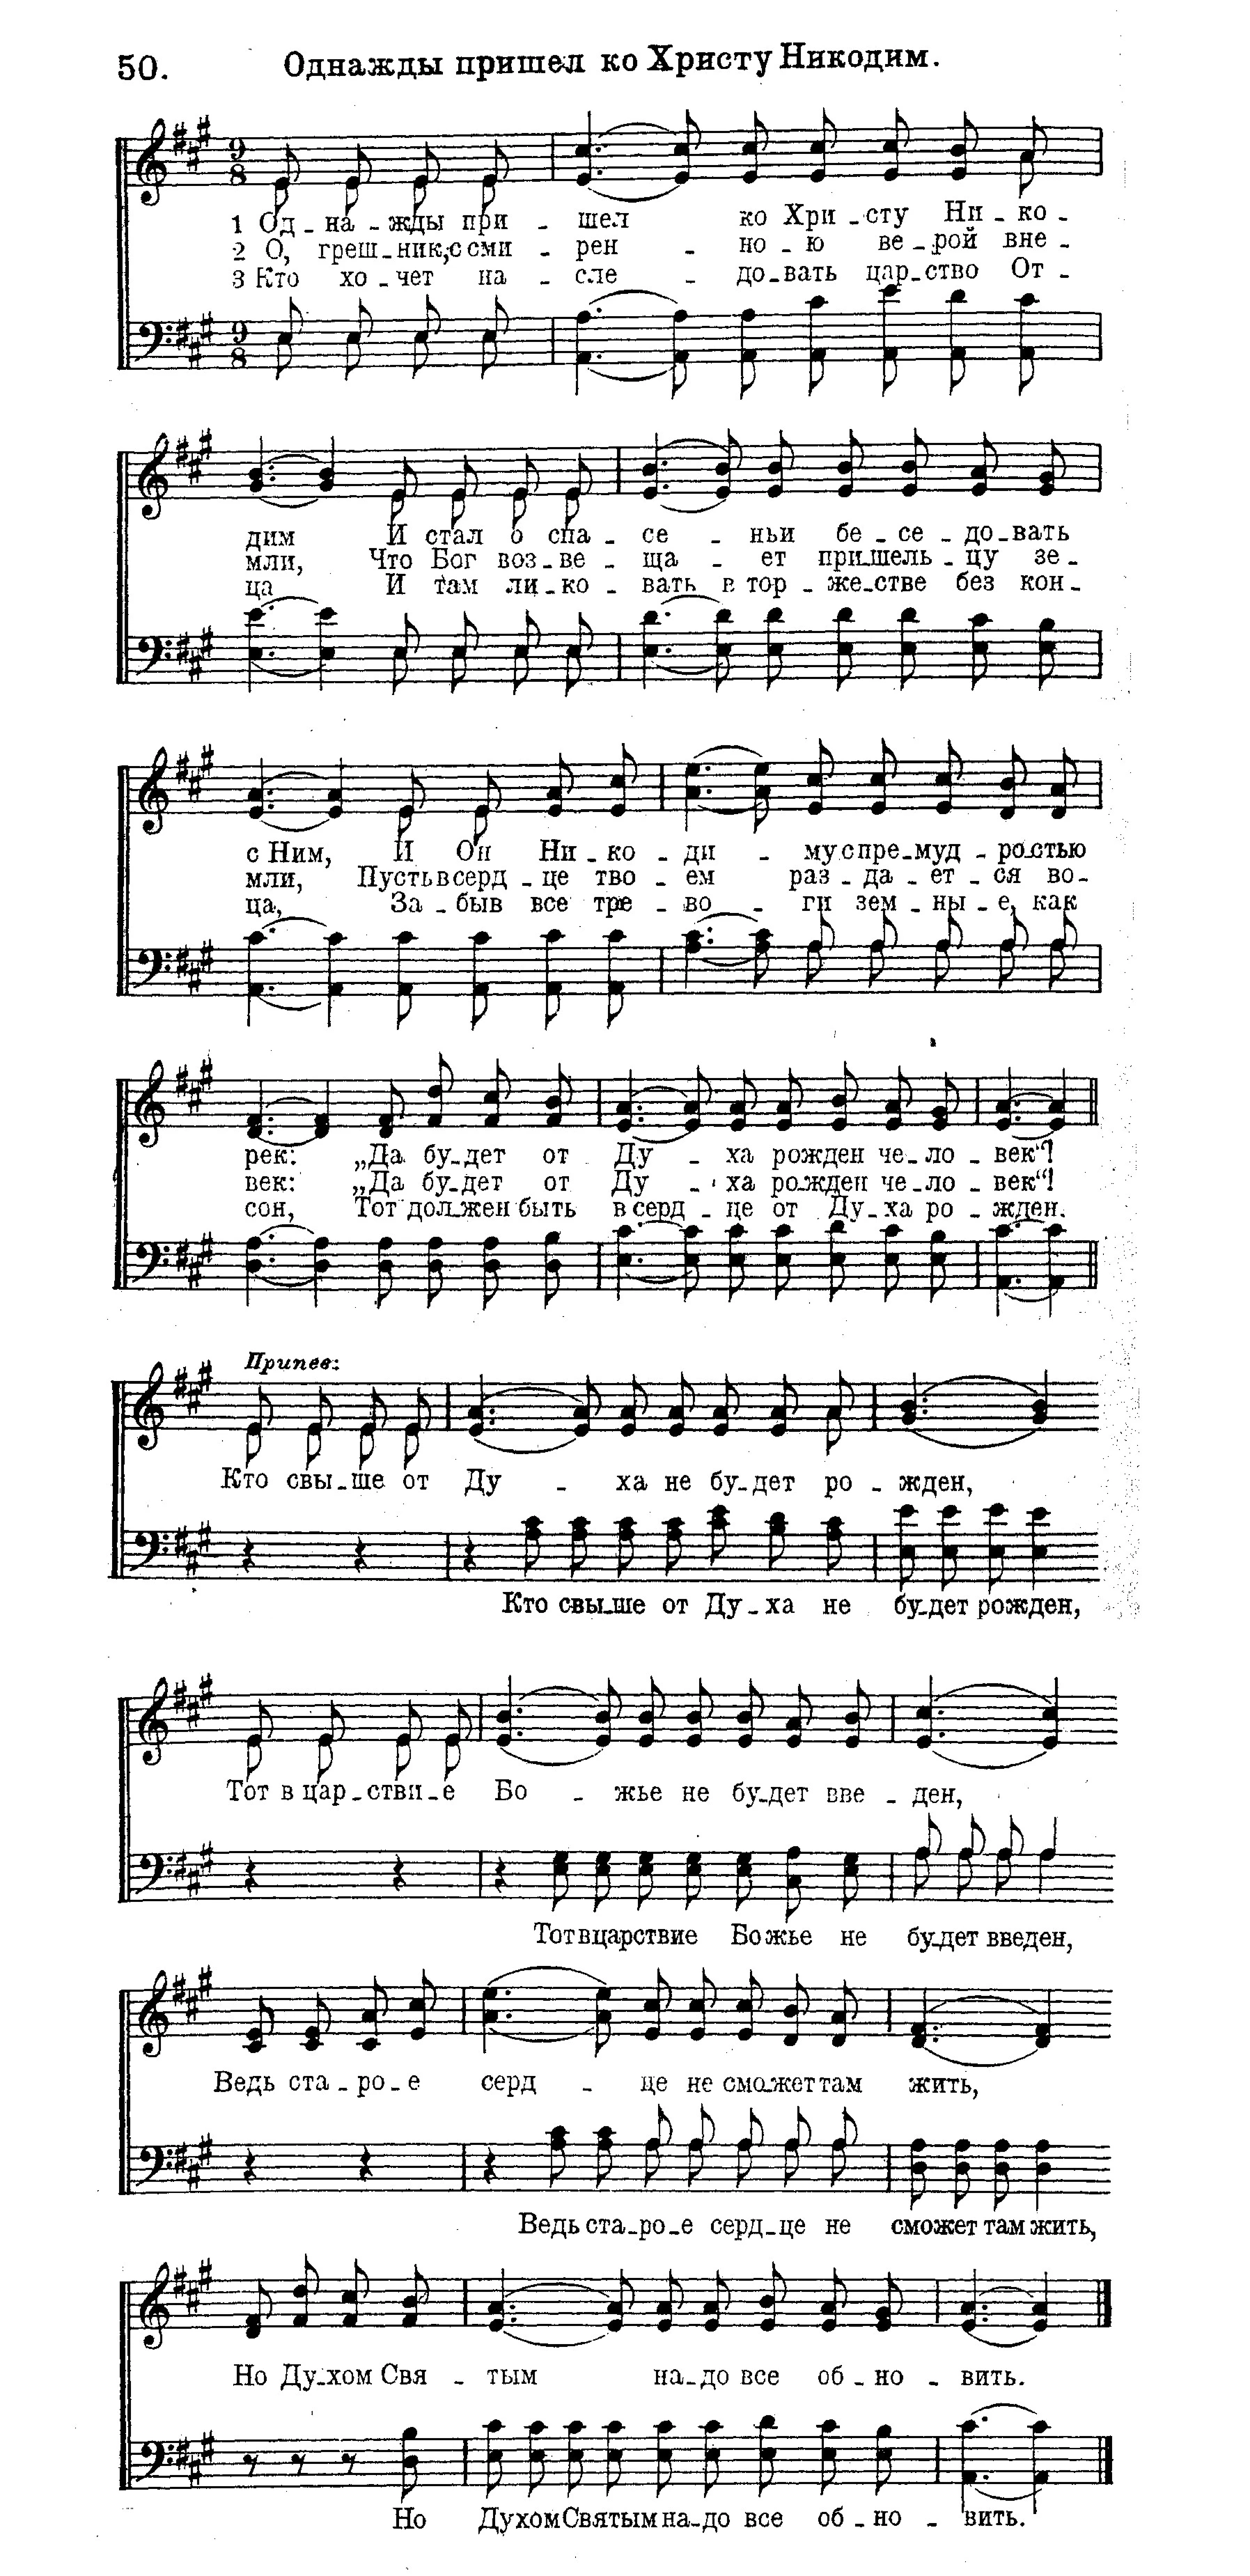 50. Однажды пришел ко Христу Никодим.
1 Од-на-жды при-шел ко Хри-сту Ни-ко-
2 О, греш-ник, с сми-рен-но-ю ве-рой вне-
3 Кто хо-чет на-сле-до-вать цар-ство От-
дим И стал о спа-се-ньи бе-се-до-вать
мли, Что Бог воз-ве-ща-ет при-шель-цу зе-
ца И там ли-ко-вать в тор-же-стве без кон-
с Ним, И Он Ни-ко-ди-му с пре-муд-ростью
мли, Пусть в серд-це тво-ем раз-да-ет-ся во-
ца, За-быв все тре-во-ги зем-ны-е, как
рек: „Да бу-дет от Ду-ха рожден че-ло-век“!
век: „Да бу-дет от Ду-ха рожден че-ло-век“!
сон, Тот дол-жен быть в серд-це от Ду-ха ро-жден.
Припев:
Кто свы-ше от Ду-ха не бу-дет ро-жден,
Кто свы-ше от Ду-ха не бу-дет рожден,
Тот в цар-стви-е Бо-жье не бу-дет вве-ден,
Тот в царствие Божье не бу-дет введен,
Ведь ста-ро-е серд-це не смо-жет там жить,
Ведь ста-ро-е серд-це не сможет там жить,
Но Ду-хом Свя-тым на-до все об-но-вить.
Но Духом Святым на-до все об-но-вить.